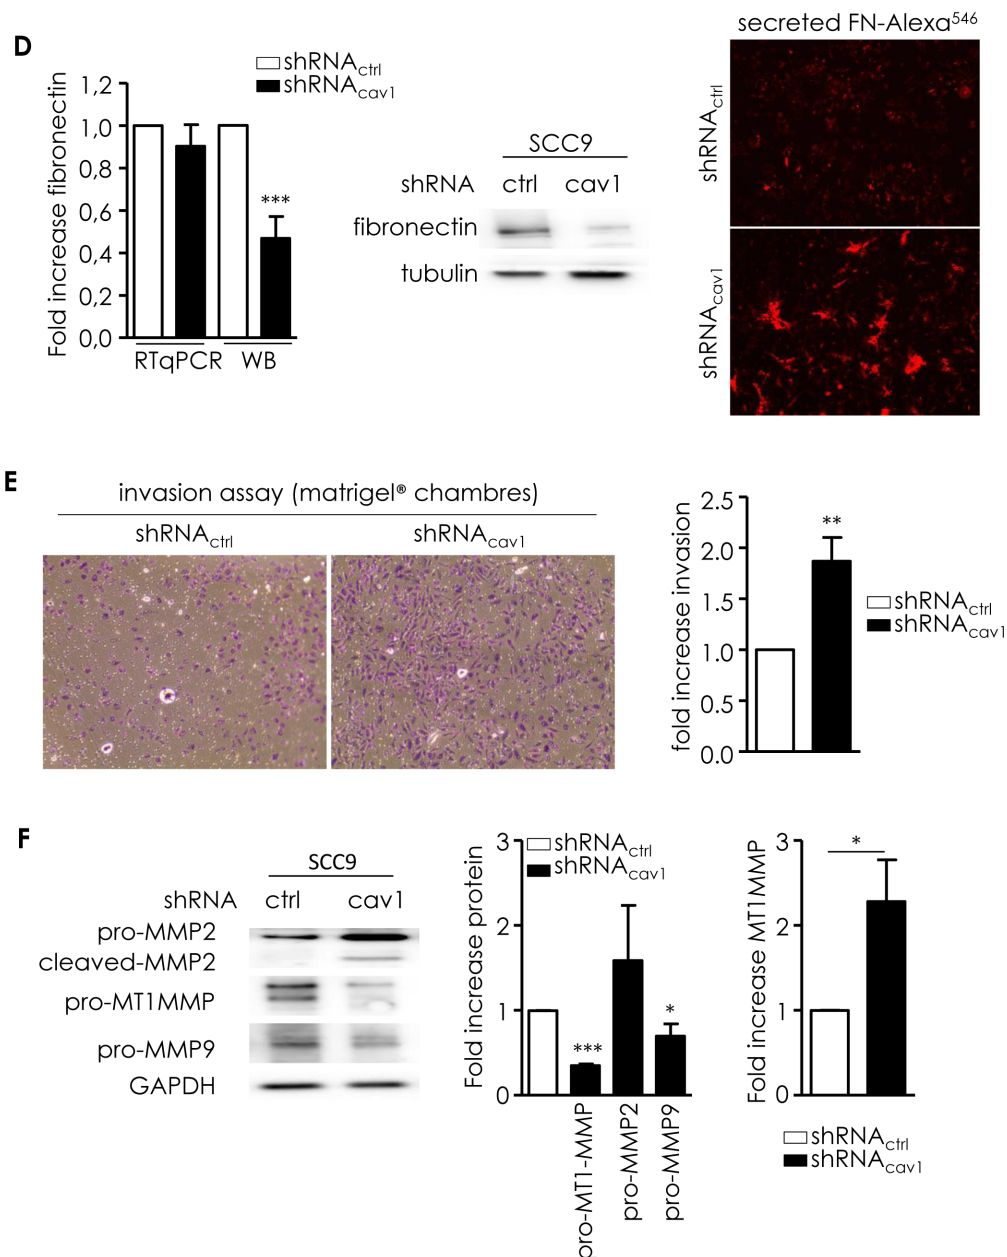 D
shRNActrl
shRNAcav1
Fold increase fibronectin
1,2
1,0
0,8
0,6
0,4
0,2
0,0
***
RTqPCR WB
SCC9
shRNA ctrl cav1
fibronectin
tubulin
secreted FN-Alexa546
shRNActrl
shRNAcav1
E
invasion assay (matrigel® chambres)
shRNActrl shRNAcav1
fold increase invasion
2.5
2.0
1.5
1.0
0.5
0.0
**
shRNActrl
shRNAcav1
F
SCC9
shRNA ctrl cav1
pro-MMP2
cleaved-MMP2
pro-MT1MMP
pro-MMP9
GAPDH
Fold increase protein
3
2
1
0
shRNActrl
shRNAcav1
***
*
pro-MT1-MMP
pro-MMP2
pro-MMP9
Fold increase MT1MMP
3
2
1
0
*
shRNActrl
shRNAcav1